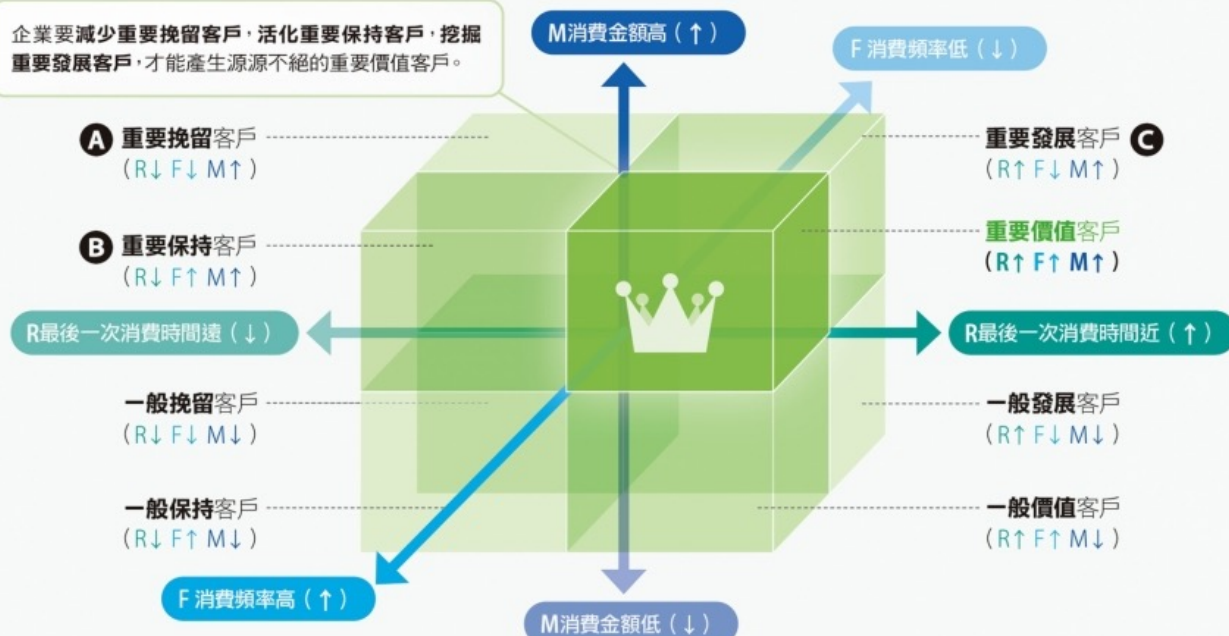 企業要減少重要挽留客戶,活化重要保持客戶,挖掘
重要發展客戶,才能產生源源不絕的重要價值客戶。
M消費金額高(↑)
F 消費頻率低(↓)
A 重要挽留客戶
(R↓ F↓ M↑)
重要發展客戶 C
(R↑ F↓ M↑)
B 重要保持客戶
(R↓ F↑ M↑)
重要價值客戶
(R↑ F↑ M↑)
R最後一次消費時間遠(↓)
R最後一次消費時間近(↑)
一般挽留客戶
(R↓ F↓ M↓)
一般發展客戶
(R↑ F↓ M↓)
一般保持客戶
(R↓ F↑ M↓)
一般價值客戶
(R↑ F↑ M↓)
F 消費頻率高(↑)
M消費金額低(↓)